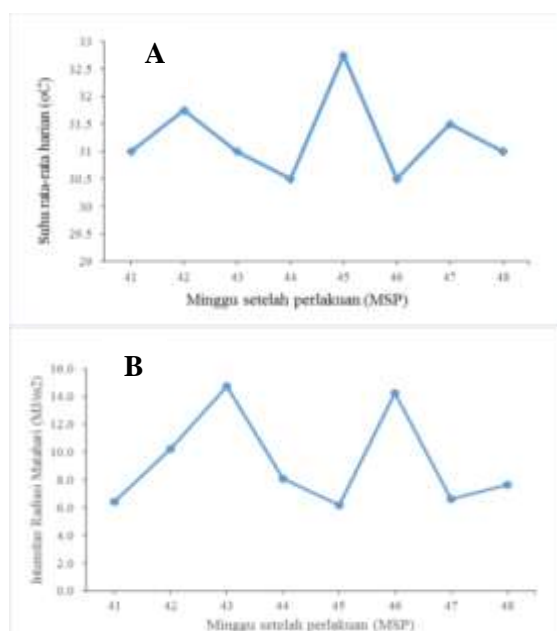 A
33
32
31.5
31
30.5
30
29.5
29
Suhu rata-rata harian (oC)
41 42 43 44 45 46 47 48
Minggu setelah perlakuan (MSP)
B
16.0
14.0
12.0
10.0
8.0
6.0
4.0
2.0
0.0
Intensitas Radiasi Matahari (MJ/m2)
41 42 43 44 45 46 47 48
Minggu setelah perlakuan (MSP)